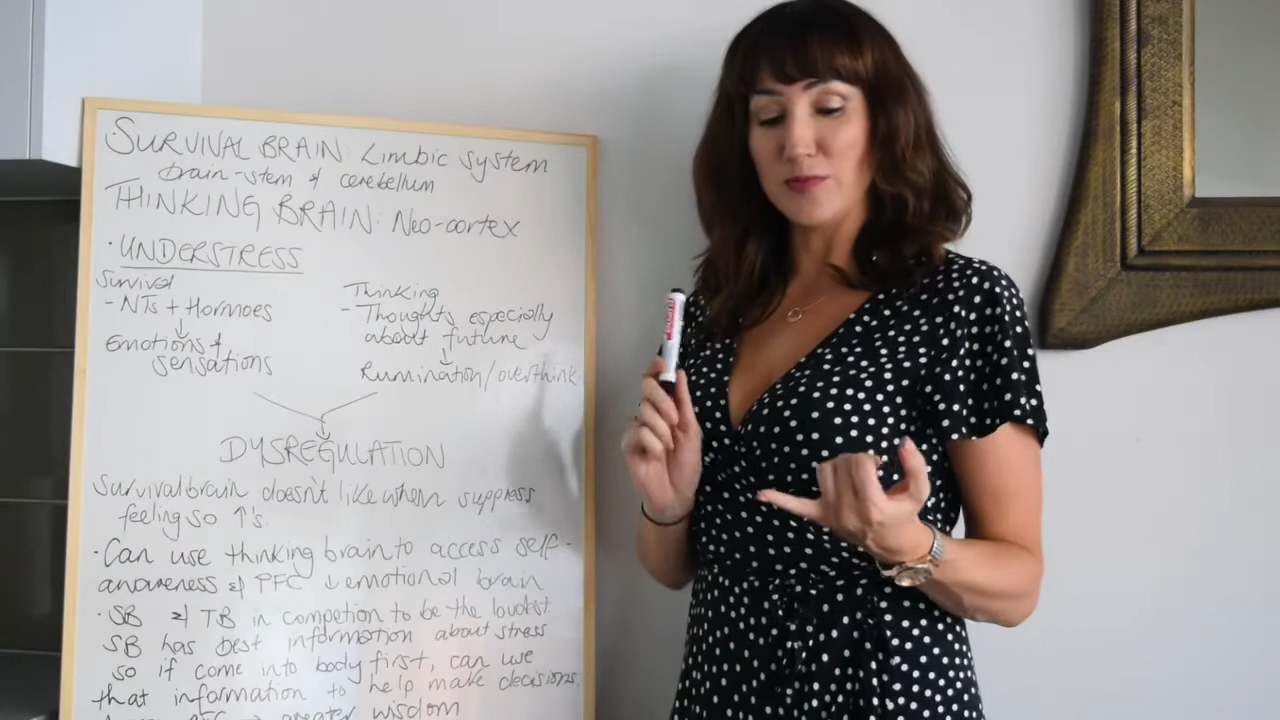 SURVIVAL BRAIN: Limbic system
brain-stem & cerebellum
THINKING BRAIN: Neo-cortex
· UNDERSTRESS
Survival
- NTs + Hormoes
↓
Emotions &
sensations
Thinking
- Thoughts especially
about future
↓
Rumination/overthink
DYSREGULATION
Survival brain doesn't like when suppress
feeling so ↑'s
· Can use thinking brain to access self-
awareness & PFC ↓ emotional brain
· SB & TB in competion to be the loudest
SB has best information about stress
so if come into body first, can use
that information to help make decisions.
PFC → greater wisdom